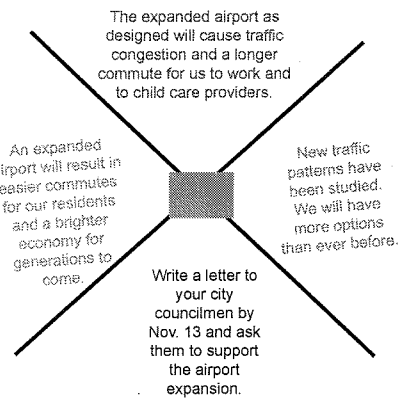 The expanded airport as
designed will cause traffic
congestion and a longer
commute for us to work and
to child care providers.
An expanded
irport will result in
easier commutes
for our residents
and a brighter
economy for
generations to
come.
New traffic
patterns have
been studied.
We will have
more options
than ever before.
Write a letter to
your city
councilmen by
Nov. 13 and ask
them to support
the airport
expansion.